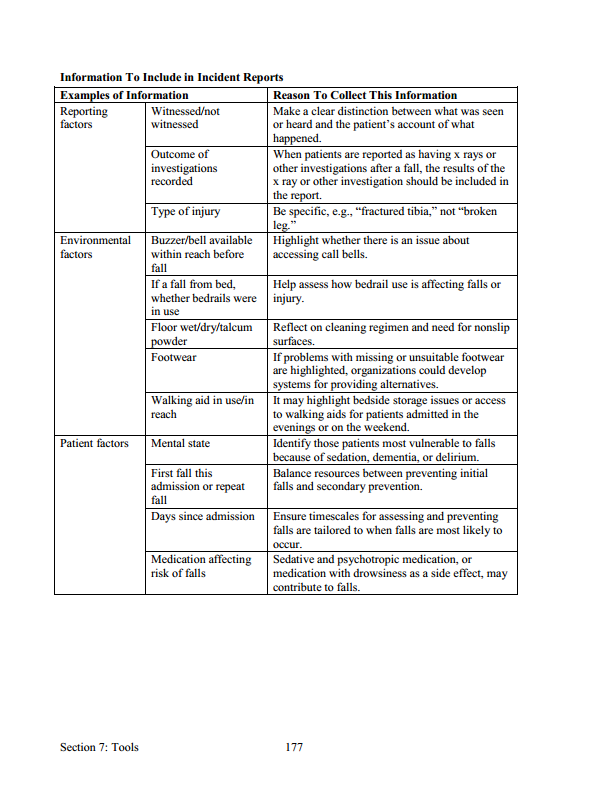 Information To Include in Incident Reports
Examples of Information Reason To Collect This Information
Reporting factors
Witnessed/not witnessed
Make a clear distinction between what was seen
or heard and the patient's account of what
happened.
Outcome of
investigations
recorded
When patients are reported as having x rays or
other investigations after a fall, the results of the
x ray or other investigation should be included in
the report.
Type of injury
Be specific, e.g., “fractured tibia,” not “broken
leg.”
Environmental
factors
Buzzer/bell available
within reach before
fall
Highlight whether there is an issue about
accessing call bells.
If a fall from bed,
whether bedrails were
in use
Help assess how bedrail use is affecting falls or
injury.
Floor wet/dry/talcum
powder
Reflect on cleaning regimen and need for nonslip
surfaces.
Footwear
If problems with missing or unsuitable footwear
are highlighted, organizations could develop
systems for providing alternatives.
Walking aid in use/in
reach
It may highlight bedside storage issues or access
to walking aids for patients admitted in the
evenings or on the weekend.
Patient factors
Mental state
Identify those patients most vulnerable to falls
because of sedation, dementia, or delirium.
First fall this
admission or repeat
fall
Balance resources between preventing initial
falls and secondary prevention.
Days since admission
Ensure timescales for assessing and preventing
falls are tailored to when falls are most likely to
occur.
Medication affecting
risk of falls
Sedative and psychotropic medication, or
medication with drowsiness as a side effect, may
contribute to falls.
Section 7: Tools 177